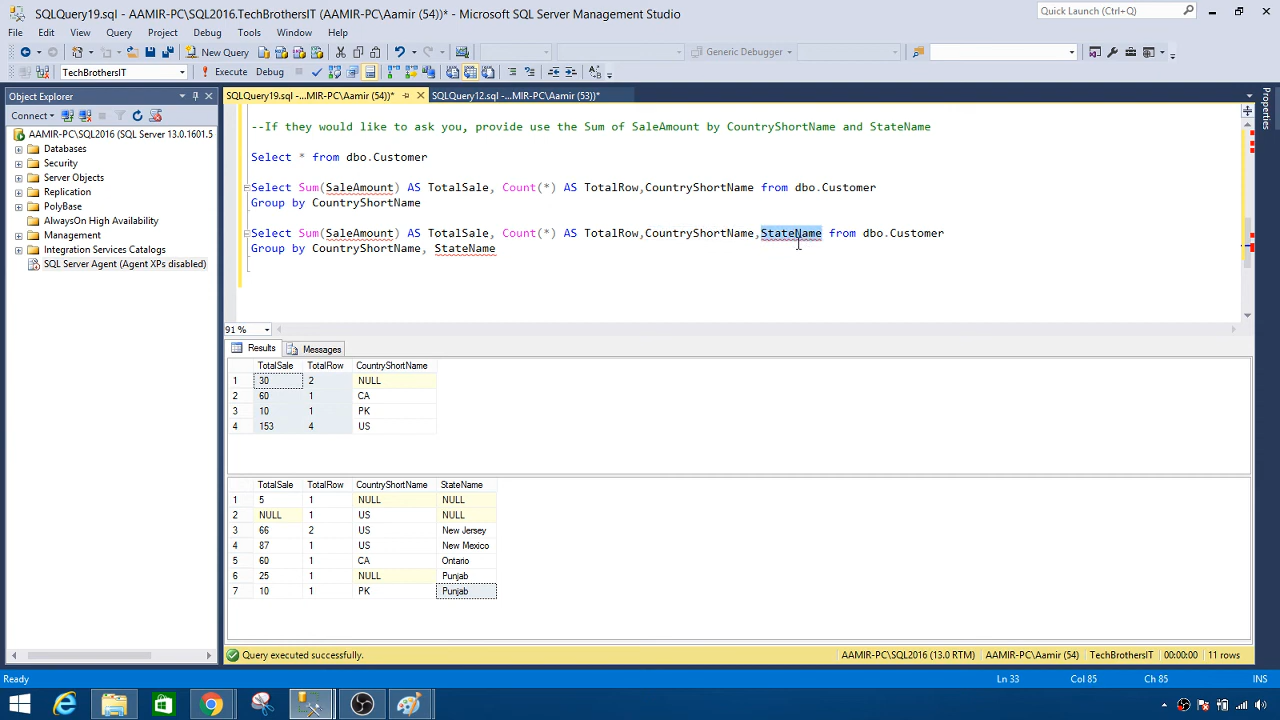 SQLQuery19.sql - AAMIR-PC\SQL2016.TechBrothersIT (AAMIR-PC\Aamir (54))* - Microsoft SQL Server Management Studio
Quick Launch (Ctrl+Q)
File Edit View Query Project Debug Tools Window Help
New Query
Generic Debugger
TechBrothersIT
Execute Debug
Object Explorer
SQLQuery19.sql -...MIR-PC\Aamir (54))*
SQLQuery12.sql -...MIR-PC\Aamir (53))*
Properties
Connect
AAMIR-PC\SQL2016 (SQL Server 13.0.1601.5
Databases
Security
Server Objects
Replication
PolyBase
AlwaysOn High Availability
Management
Integration Services Catalogs
SQL Server Agent (Agent XPs disabled)
--If they would like to ask you, provide use the Sum of SaleAmount by CountryShortName and StateName
Select * from dbo.Customer
Select Sum(SaleAmount) AS TotalSale, Count(*) AS TotalRow,CountryShortName from dbo.Customer
Group by CountryShortName
Select Sum(SaleAmount) AS TotalSale, Count(*) AS TotalRow,CountryShortName,StateName from dbo.Customer
Group by CountryShortName, StateName
91 %
Results Messages
TotalSale TotalRow CountryShortName
1 30 2 NULL
2 60 1 CA
3 10 1 PK
4 153 4 US
TotalSale TotalRow CountryShortName StateName
1 5 1 NULL NULL
2 NULL 1 US NULL
3 66 2 US New Jersey
4 87 1 US New Mexico
5 60 1 CA Ontario
6 25 1 NULL Punjab
7 10 1 PK Punjab
Query executed successfully.
AAMIR-PC\SQL2016 (13.0 RTM) AAMIR-PC\Aamir (54) TechBrothersIT 00:00:00 11 rows
Ready
Ln 33 Col 85 Ch 85 INS